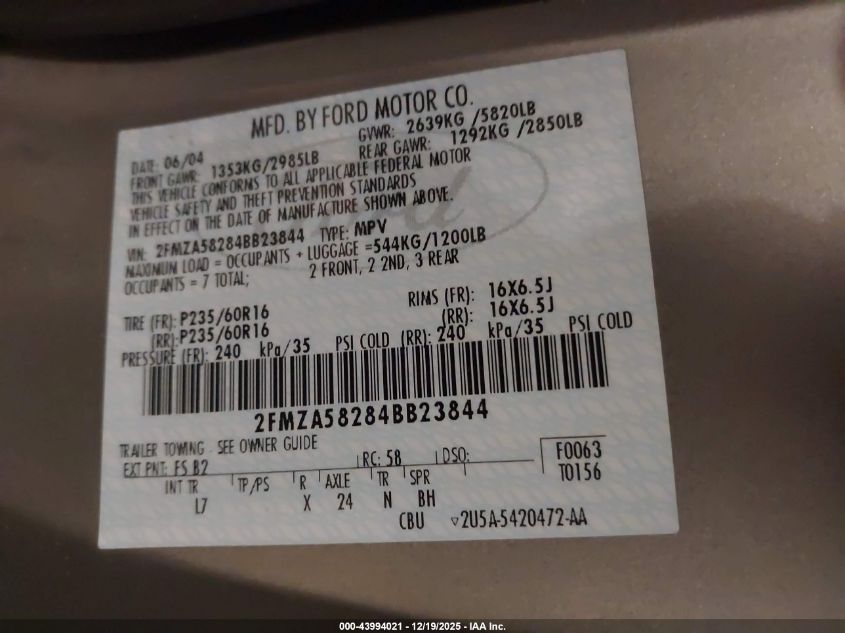 MFD. BY FORD MOTOR CO.
DATE: 06/04 GVWR: 2639KG /5820LB
FRONT GAWR: 1353KG/2985LB REAR GAWR: 1292KG /2850LB
THIS VEHICLE CONFORMS TO ALL APPLICABLE FEDERAL MOTOR
VEHICLE SAFETY AND THEFT PREVENTION STANDARDS
IN EFFECT ON THE DATE OF MANUFACTURE SHOWN ABOVE.
VIN: 2FMZA58284BB23844 TYPE: MPV
MAXIMUM LOAD = OCCUPANTS + LUGGAGE =544KG/1200LB
OCCUPANTS = 7 TOTAL; 2 FRONT, 2 2ND, 3 REAR
TIRE (FR): P235/60R16 RIMS (FR): 16X6.5J
(RR): P235/60R16 (RR): 16X6.5J
PRESSURE (FR): 240 kPa/35 PSI COLD (RR): 240 kPa/35 PSI COLD
2FMZA58284BB23844
TRAILER TOWING - SEE OWNER GUIDE
EXT PNT: FS B2 RC: 58 DSO: F0063
INT TR TP/PS R AXLE TR SPR T0156
L7 X 24 N BH
CBU ▽2U5A-5420472-AA
000-43994021 • 12/19/2025 • IAA Inc.